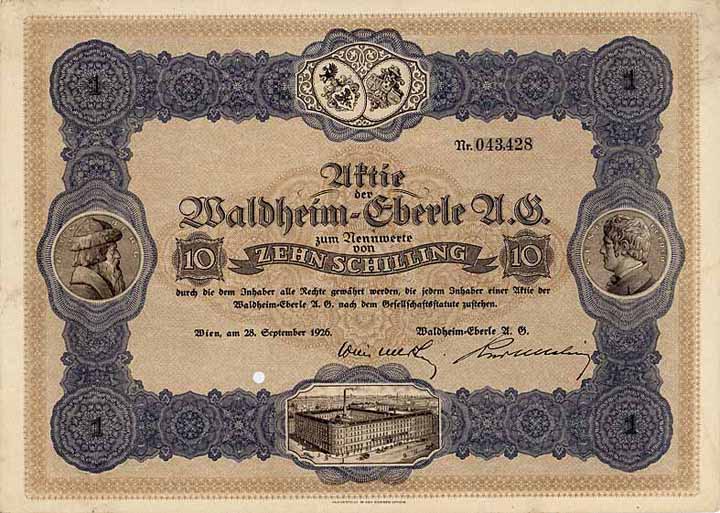 1
1
Nr. 043,428
Aktie
der
Waldheim-Eberle A.G.
zum Nennwerte
von
10 ZEHN SCHILLING 10
durch die dem Inhaber alle Rechte gewährt werden, die jedem Inhaber einer Aktie der
Waldheim-Eberle A. G. nach dem Gesellschaftsstatute zustehen.
Wien, am 28. September 1926.
Waldheim-Eberle A. G.
1
1